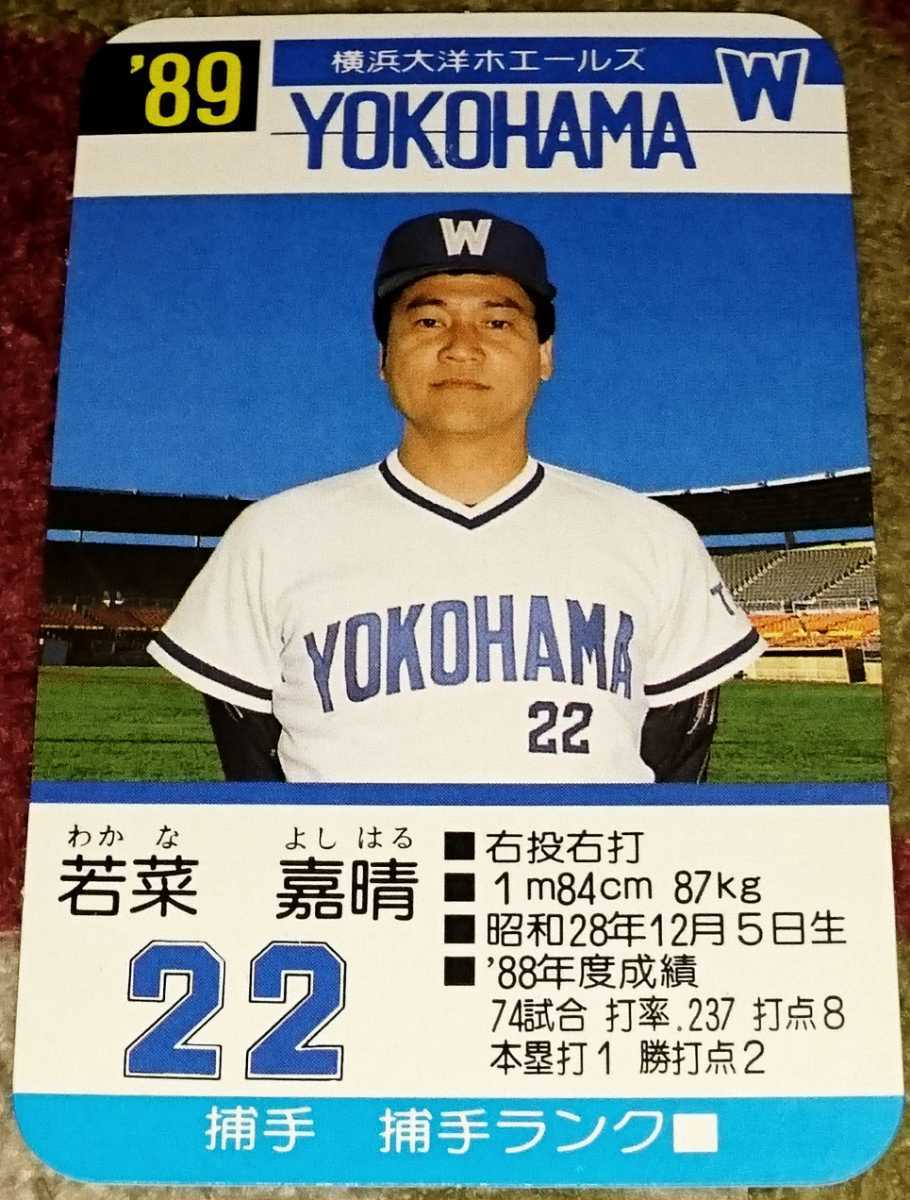 '89
横浜大洋ホエールズ
W
YOKOHAMA
W
T
YOKOHAMA
22
わかな よしはる
若菜 嘉晴
22
■右投右打
■1m84cm 87kg
■昭和28年12月5日生
■'88年度成績
74試合 打率.237 打点8
本塁打1 勝打点2
捕手 捕手ランク■